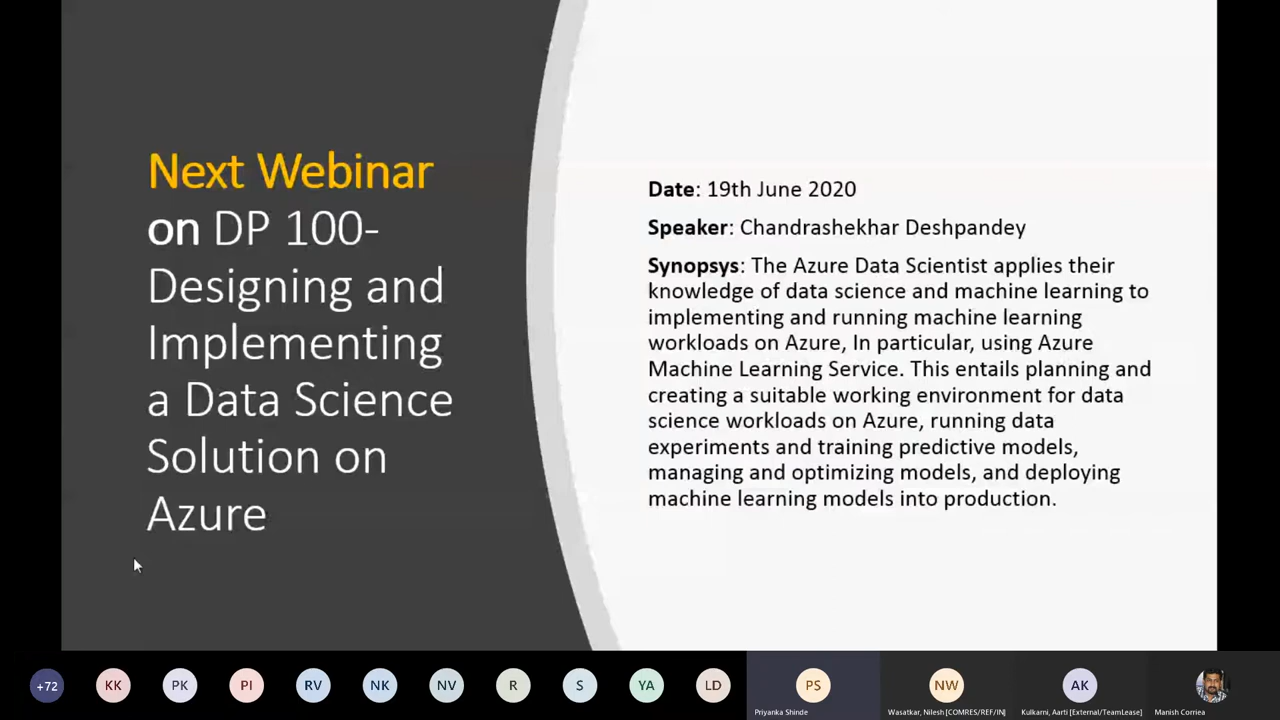 Next Webinar
on DP 100-
Designing and
Implementing
a Data Science
Solution on
Azure
Date: 19th June 2020
Speaker: Chandrashekhar Deshpandey
Synopsys: The Azure Data Scientist applies their
knowledge of data science and machine learning to
implementing and running machine learning
workloads on Azure, In particular, using Azure
Machine Learning Service. This entails planning and
creating a suitable working environment for data
science workloads on Azure, running data
experiments and training predictive models,
managing and optimizing models, and deploying
machine learning models into production.
+72 KK PK PI RV NK NV R S YA LD PS NW AK
Priyanka Shinde Wasatkar, Nilesh [COMRES/REF/IN] Kulkarni, Aarti [External/TeamLease] Manish Corriea